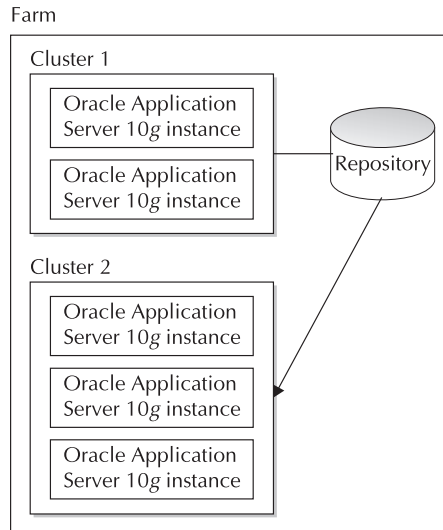 Farm
Cluster 1
Oracle Application
Server 10g instance
Oracle Application
Server 10g instance
Repository
Cluster 2
Oracle Application
Server 10g instance
Oracle Application
Server 10g instance
Oracle Application
Server 10g instance